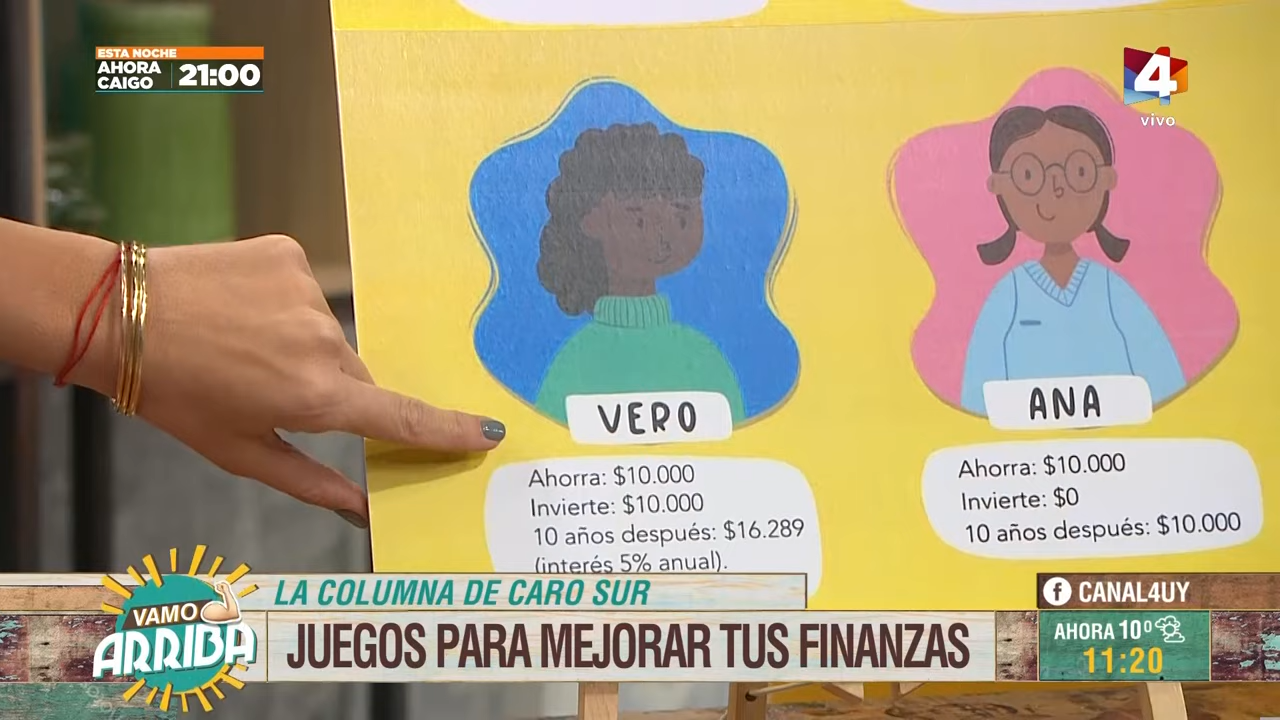 ESTA NOCHE
AHORA
CAIGO
21:00
4
vivo
VERO
Ahorra: $10.000
Invierte: $10.000
10 años después: $16.289
(interés 5% anual).
ANA
Ahorra: $10.000
Invierte: $0
10 años después: $10.000
VAMO
ARRIBA
LA COLUMNA DE CARO SUR
JUEGOS PARA MEJORAR TUS FINANZAS
f CANAL4UY
AHORA 10º
11:20